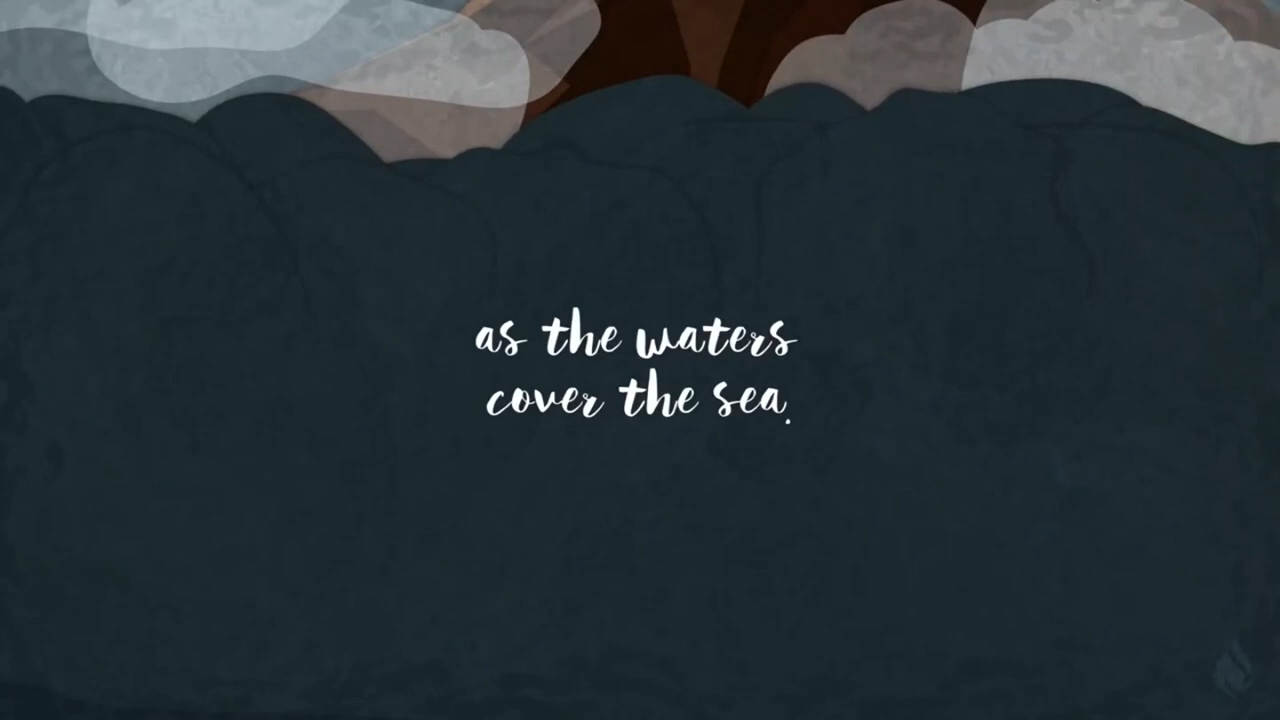 as the waters
cover the sea.